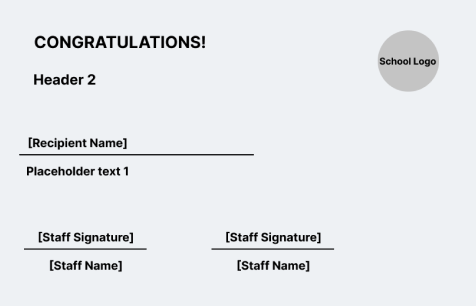 CONGRATULATIONS!
School Logo
Header 2
[Recipient Name]
Placeholder text 1
[Staff Signature] [Staff Signature]
[Staff Name] [Staff Name]